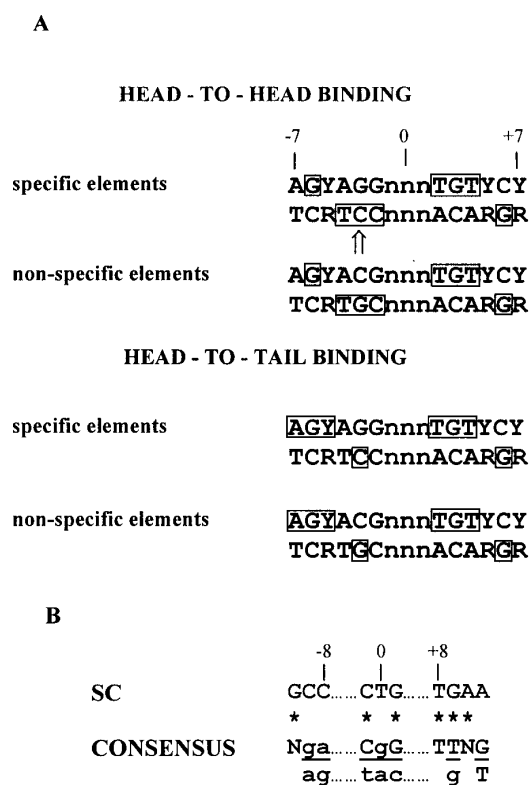 A
HEAD - TO - HEAD BINDING
-7 0 +7
specific elements AGYAGGnnnTGTYCY
TCRTCCnnnACARGR
⇑
non-specific elements AGYACGnnnTGTYCY
TCRTGCnnnACARGR
HEAD - TO - TAIL BINDING
specific elements AGYAGGnnnTGTYCY
TCRTCCnnnACARGR
non-specific elements AGYACGnnnTGTYCY
TCRTGCnnnACARGR
B
-8 0 +8
SC GCC......CTG......TGAA
* * * ***
CONSENSUS Nga......CgG......TTNG
ag......tac...... g T